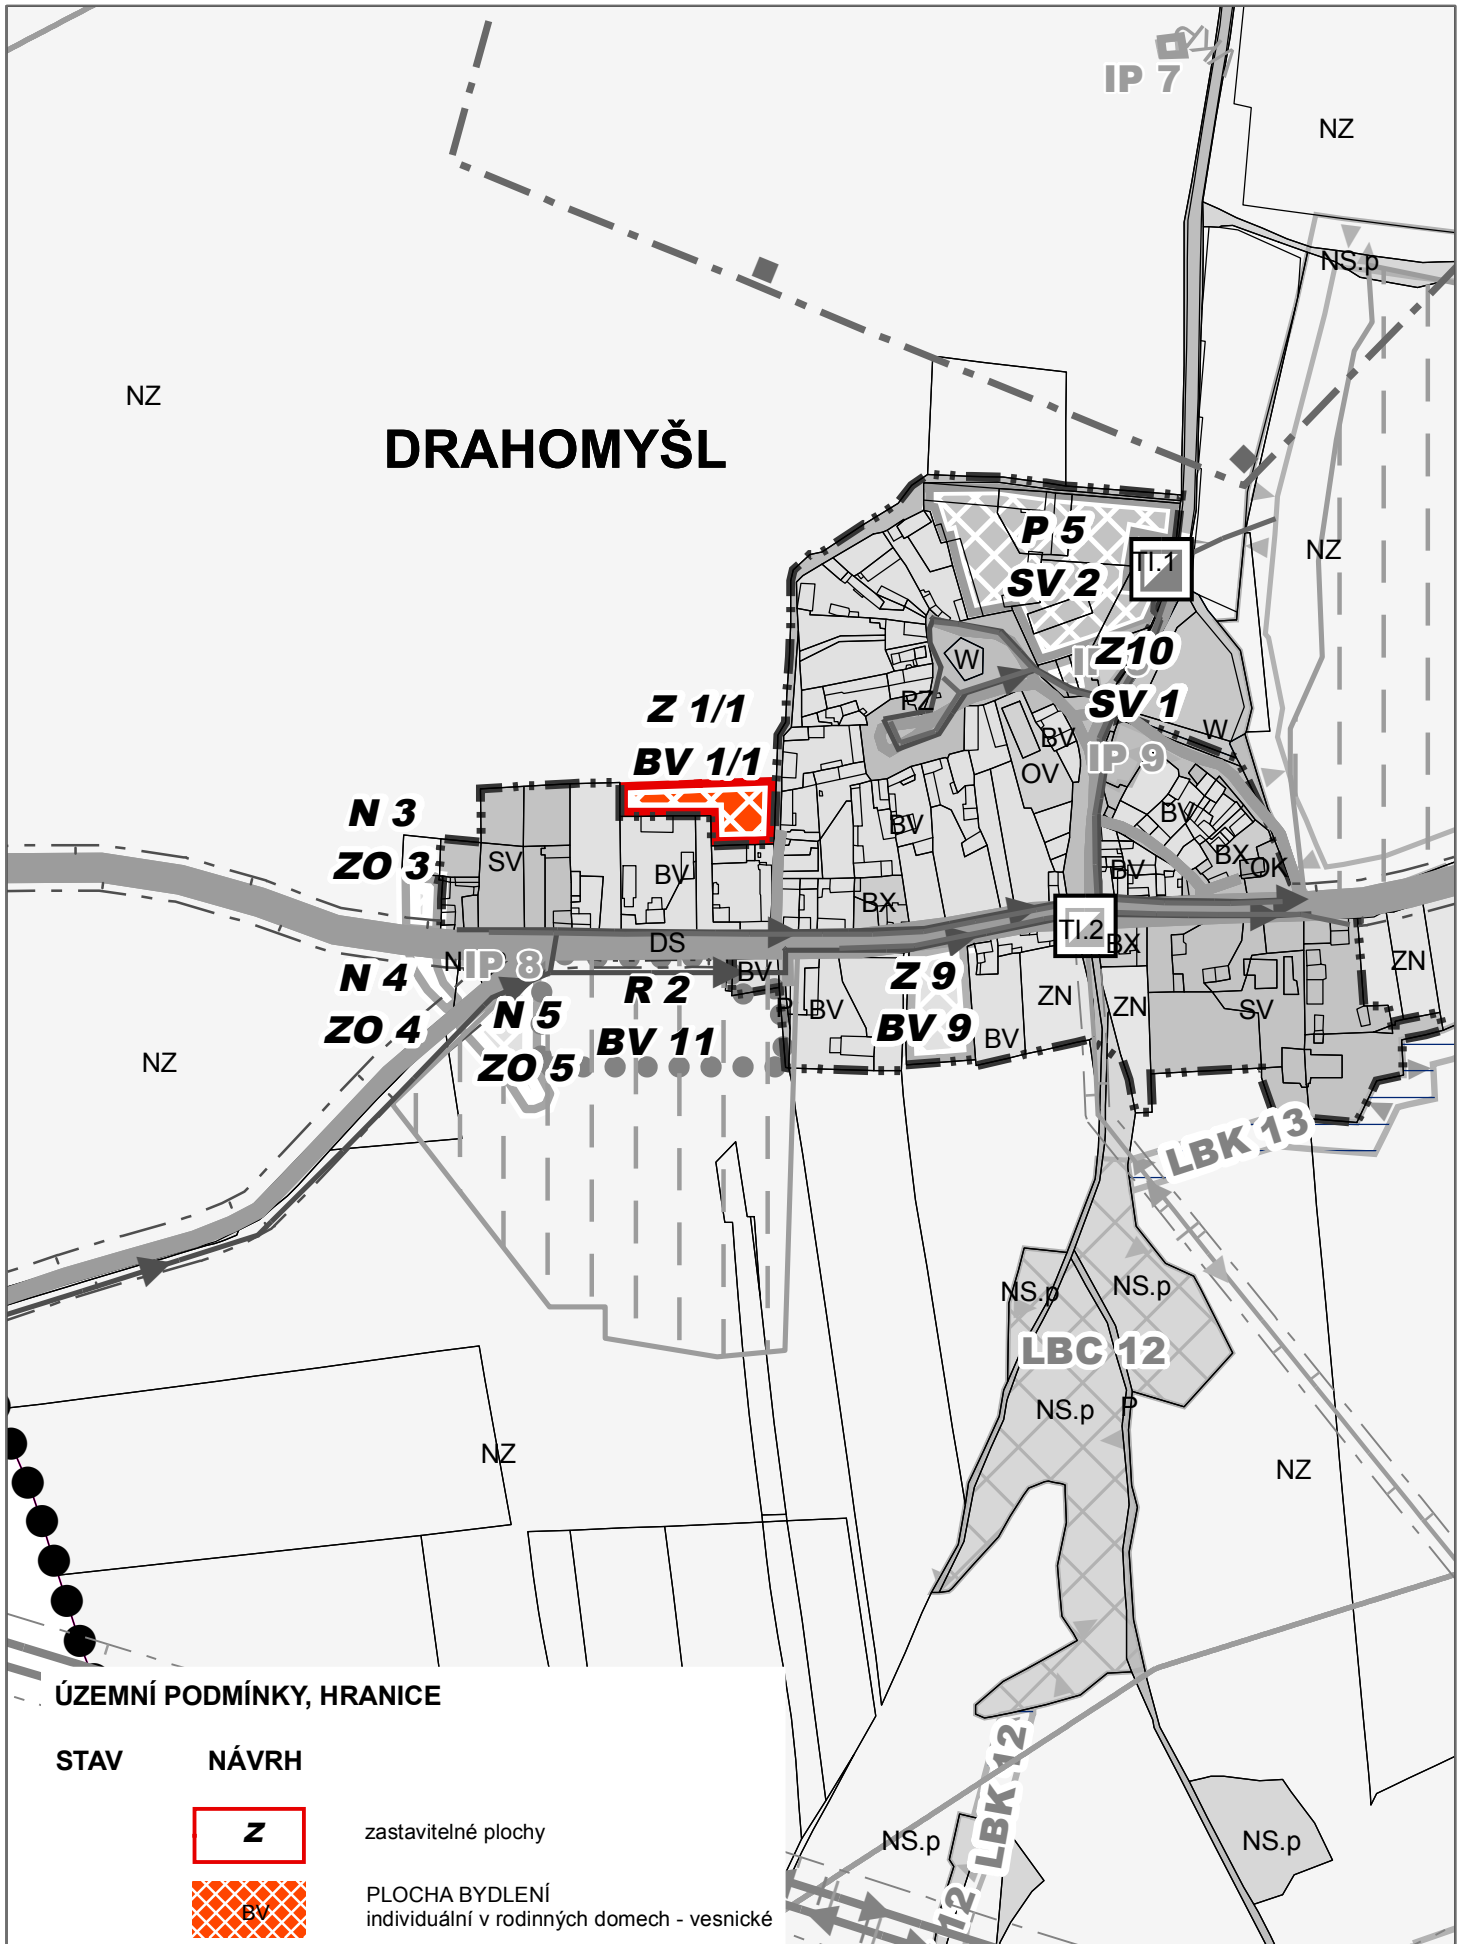 IP 7
NZ
NS.p
NZ
DRAHOMYŠL
P 5
SV 2
TI.1
NZ
W
Z10
SV 1
PZ
Z 1/1
BV 1/1
BV
W
IP 9
OV
N 3
ZO 3
SV
BV
BV
BV
BX
OK
BV
BX
TI.2
DS
BX
N 4
ZO 4
IP 8
N 5
ZO 5
R 2
BV 11
BV
P
BV
Z 9
BV 9
BV
ZN
ZN
SV
ZN
NZ
LBK 13
NS.p
NS.p
LBC 12
NS.p
P
NZ
NZ
LBK 12
NS.p
NS.p
12
ÚZEMNÍ PODMÍNKY, HRANICE
STAV NÁVRH
Z zastavitelné plochy
BV PLOCHA BYDLENÍ
individuální v rodinných domech - vesnické